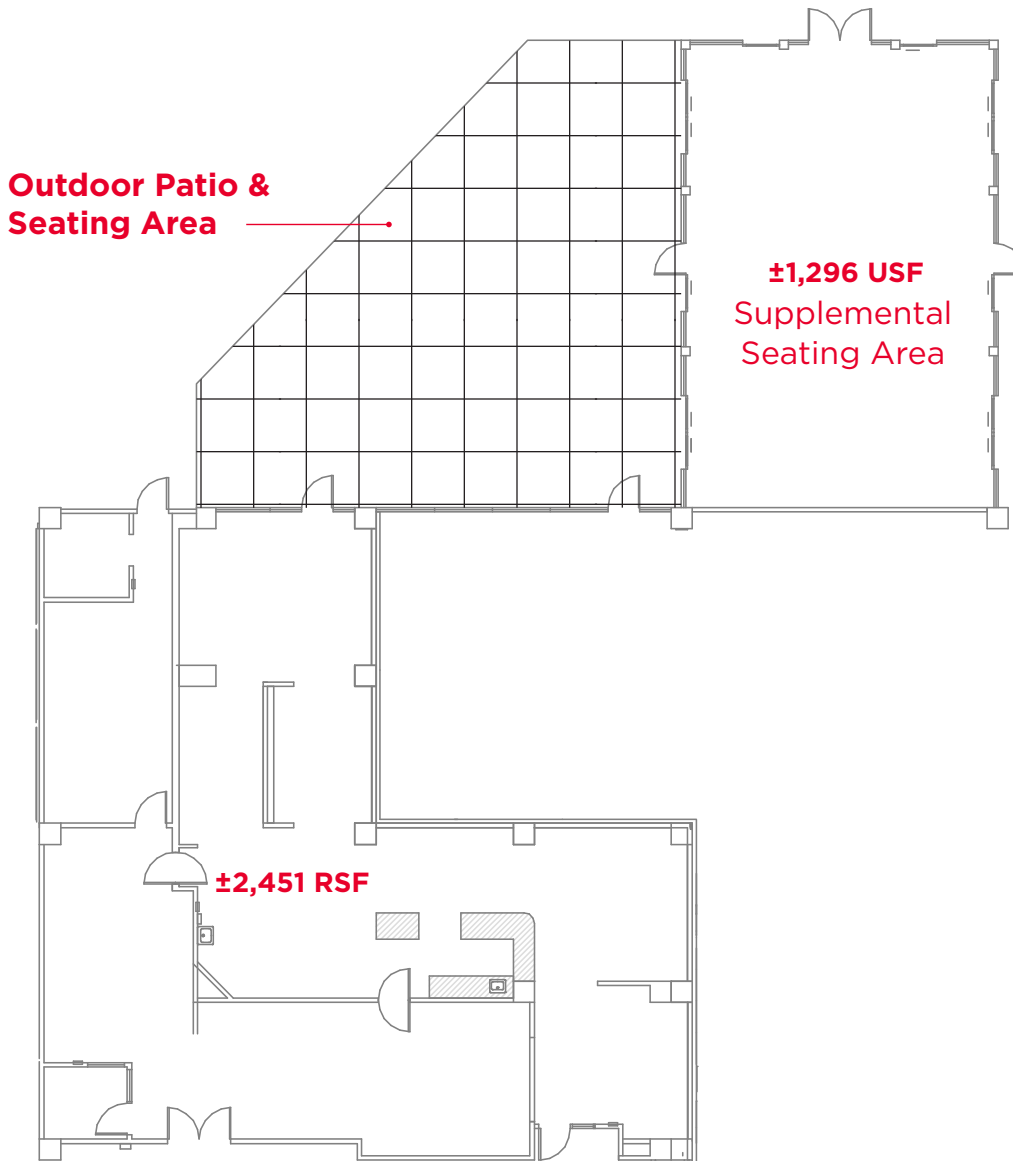 Outdoor Patio &
Seating Area
±1,296 USF
Supplemental
Seating Area
±2,451 RSF